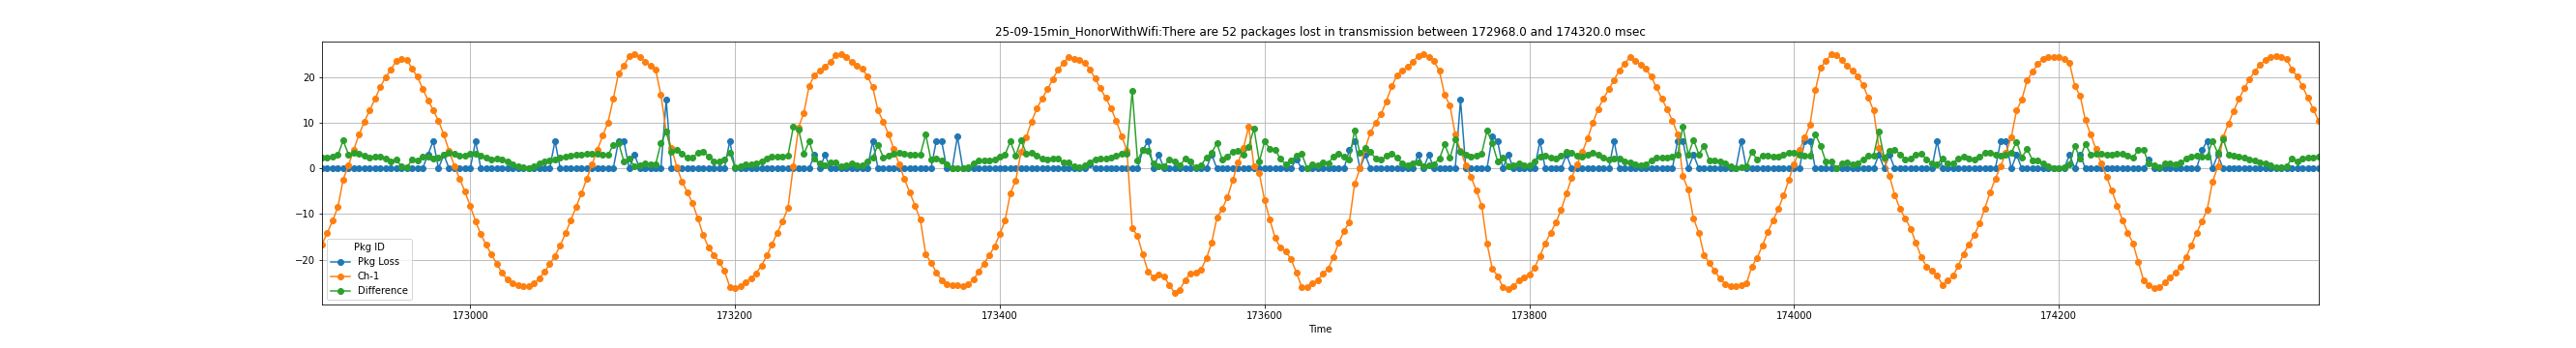 25-09-15min_HonorWithWifi:There are 52 packages lost in transmission between 172968.0 and 174320.0 msec
20
10
0
−10
−20
Pkg ID
Pkg Loss
Ch-1
Difference
173000 173200 173400 173600 173800 174000 174200
Time